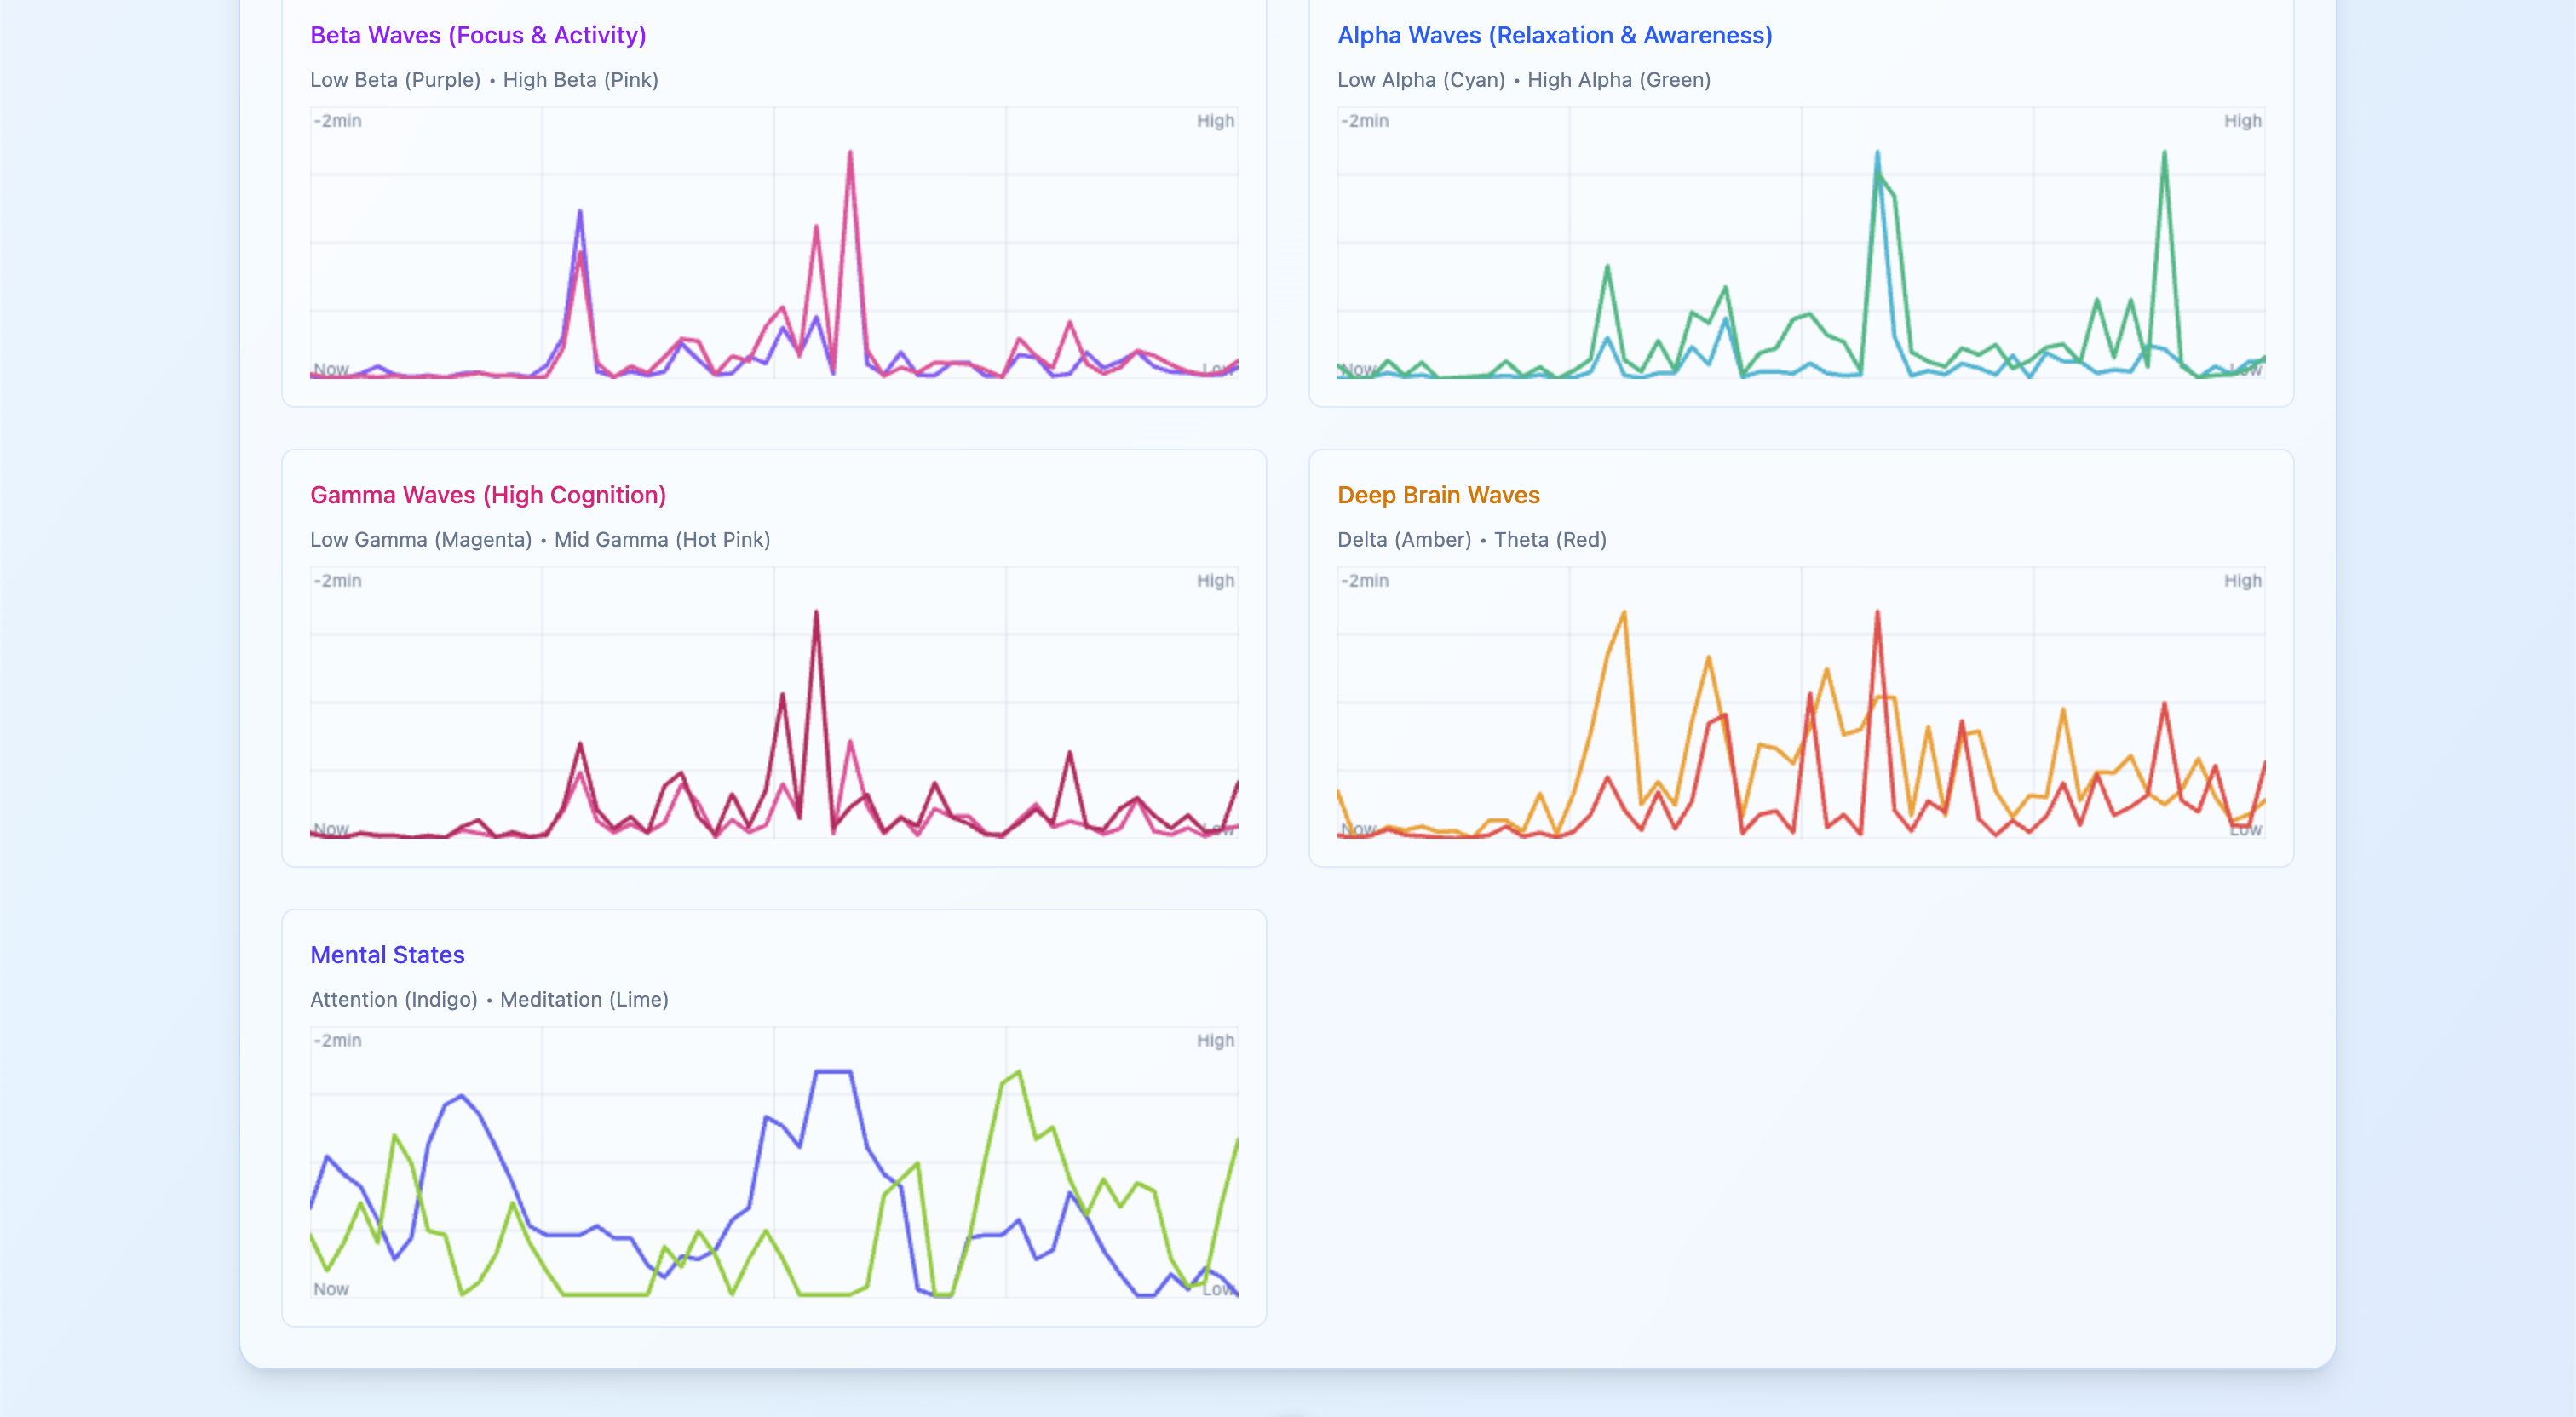 Beta Waves (Focus & Activity)
Low Beta (Purple) • High Beta (Pink)
-2min
High
Now
Low
Alpha Waves (Relaxation & Awareness)
Low Alpha (Cyan) • High Alpha (Green)
-2min
High
Now
Low
Gamma Waves (High Cognition)
Low Gamma (Magenta) • Mid Gamma (Hot Pink)
-2min
High
Now
Low
Deep Brain Waves
Delta (Amber) • Theta (Red)
-2min
High
Now
Low
Mental States
Attention (Indigo) • Meditation (Lime)
-2min
High
Now
Low